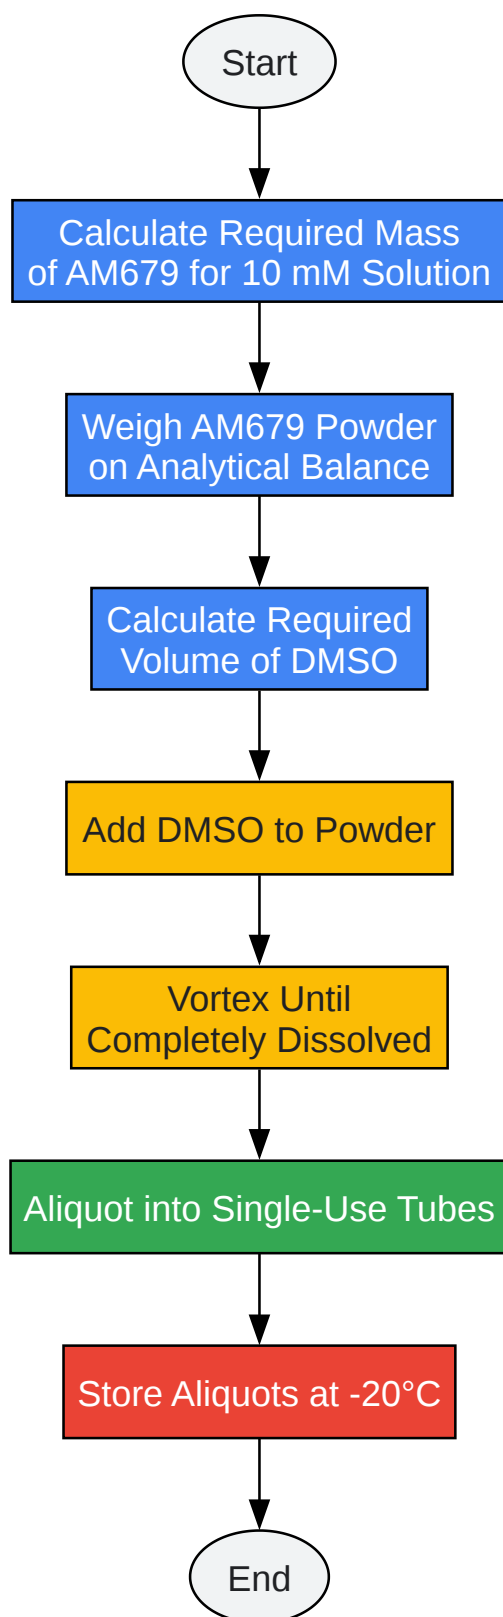 Start
Calculate Required Mass
of AM679 for 10 mM Solution
Weigh AM679 Powder
on Analytical Balance
Calculate Required
Volume of DMSO
Add DMSO to Powder
Vortex Until
Completely Dissolved
Aliquot into Single-Use Tubes
Store Aliquots at -20°C
End